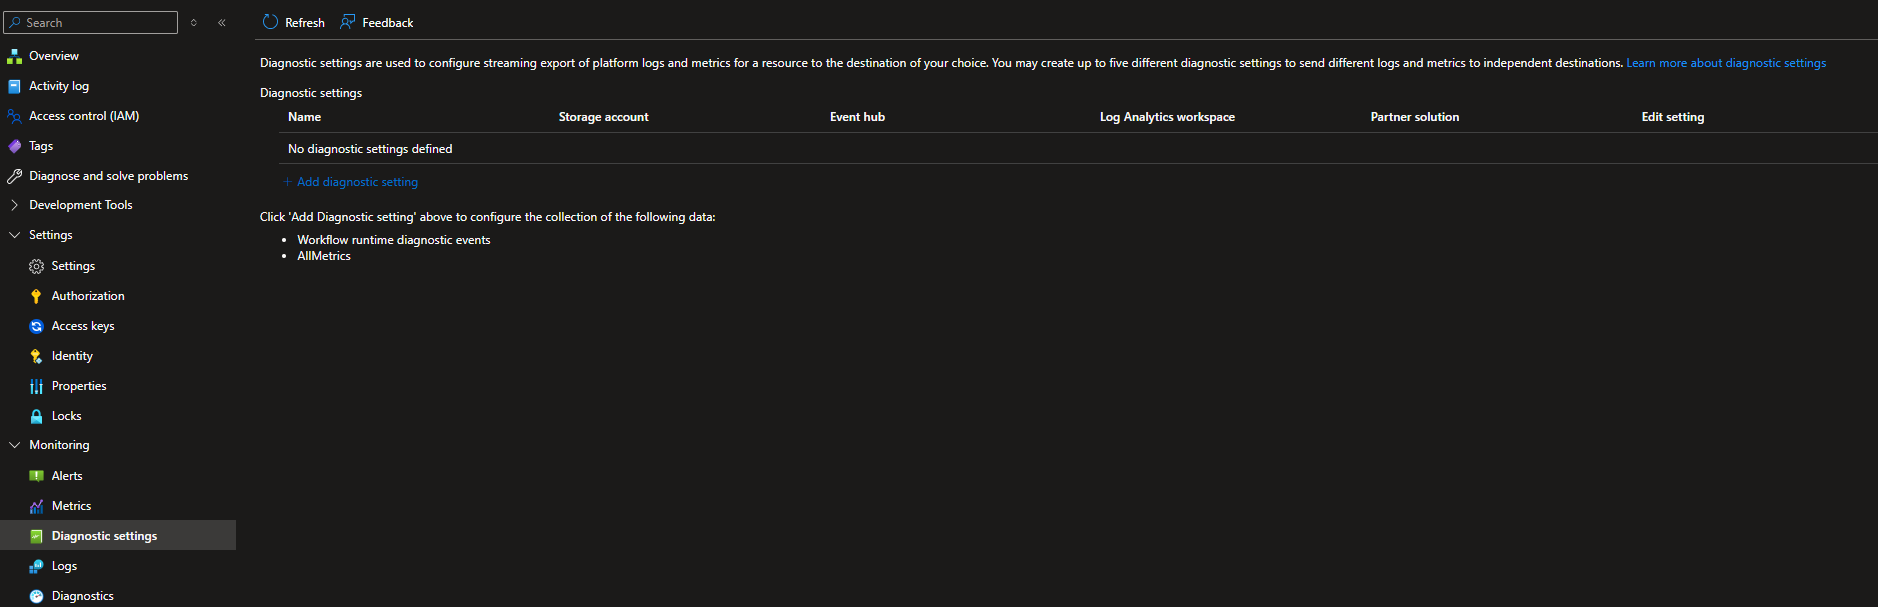 Search
Overview
Activity log
Access control (IAM)
Tags
Diagnose and solve problems
Development Tools
Settings
Settings
Authorization
Access keys
Identity
Properties
Locks
Monitoring
Alerts
Metrics
Diagnostic settings
Logs
Diagnostics
Refresh Feedback
Diagnostic settings are used to configure streaming export of platform logs and metrics for a resource to the destination of your choice. You may create up to five different diagnostic settings to send different logs and metrics to independent destinations. Learn more about diagnostic settings
Diagnostic settings
Name Storage account Event hub Log Analytics workspace Partner solution Edit setting
No diagnostic settings defined
+ Add diagnostic setting
Click 'Add Diagnostic setting' above to configure the collection of the following data:
• Workflow runtime diagnostic events
• AllMetrics